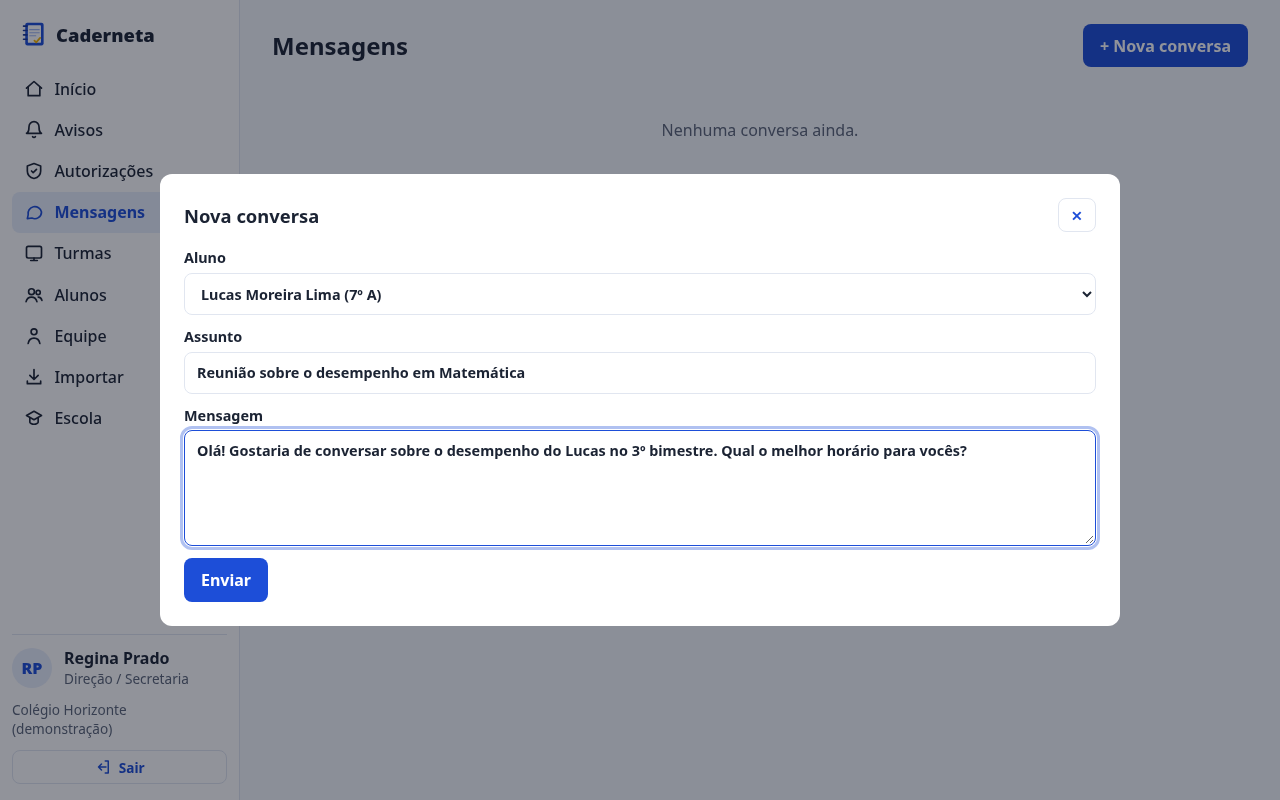 Caderneta
Início
Avisos
Autorizações
Mensagens
Turmas
Alunos
Equipe
Importar
Escola
RP
Regina Prado
Direção / Secretaria
Colégio Horizonte
(demonstração)
Sair
Mensagens
+ Nova conversa
Nenhuma conversa ainda.
Nova conversa
×
Aluno
Lucas Moreira Lima (7º A)
Assunto
Reunião sobre o desempenho em Matemática
Mensagem
Olá! Gostaria de conversar sobre o desempenho do Lucas no 3º bimestre. Qual o melhor horário para vocês?
Enviar